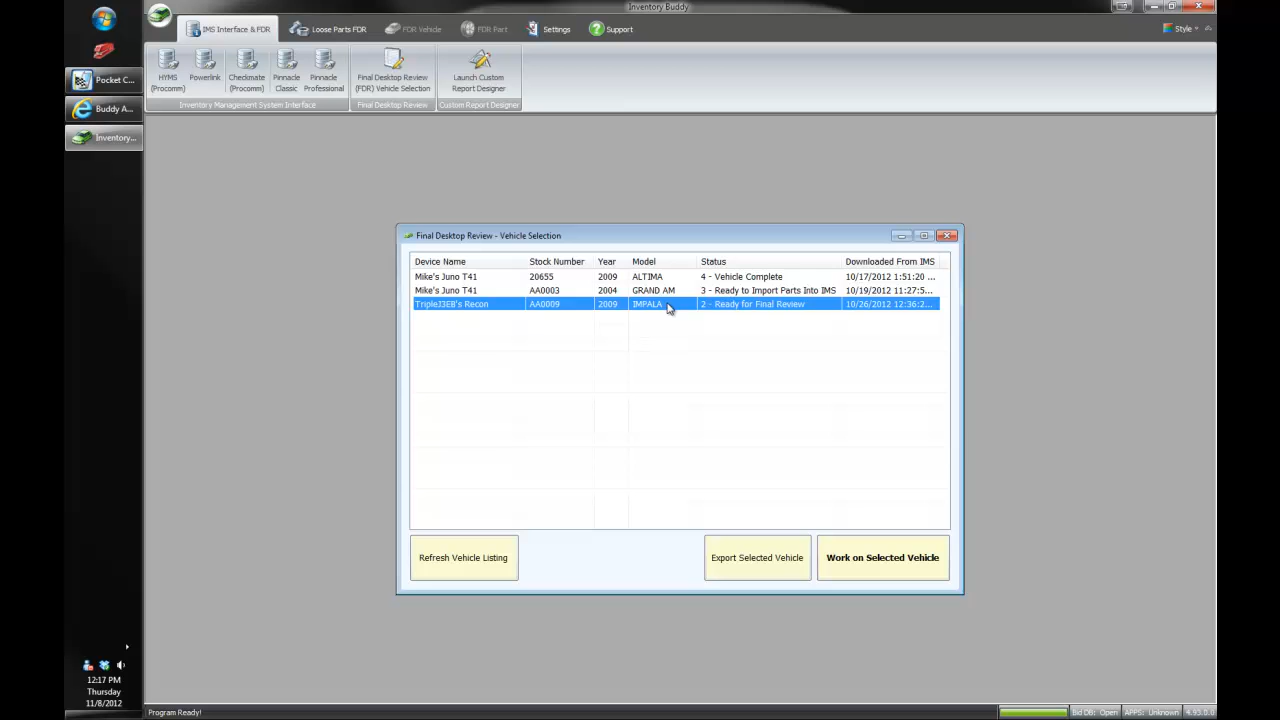 Inventory Buddy
IMS Interface & FDR
Loose Parts FDR
FDR Vehicle
FDR Part
Settings
Support
Style
HYMS (Procomm)
Powerlink
Checkmate (Procomm)
Pinnacle Classic
Pinnacle Professional
Final Desktop Review (FDR) Vehicle Selection
Launch Custom Report Designer
Inventory Management System Interface
Final Desktop Review
Custom Report Designer
Pocket C...
Buddy A...
Inventory...
Final Desktop Review - Vehicle Selection
Device Name Stock Number Year Model Status Downloaded From IMS
Mike's Juno T41 20655 2009 ALTIMA 4 - Vehicle Complete 10/17/2012 1:51:20 ...
Mike's Juno T41 AA0003 2004 GRAND AM 3 - Ready to Import Parts Into IMS 10/19/2012 11:27:5...
TripleJ3EB's Recon AA0009 2009 IMPALA 2 - Ready for Final Review 10/26/2012 12:36:2...
Refresh Vehicle Listing
Export Selected Vehicle
Work on Selected Vehicle
12:17 PM
Thursday
11/8/2012
Program Ready!
Bid DB: Open
APPS: Unknown